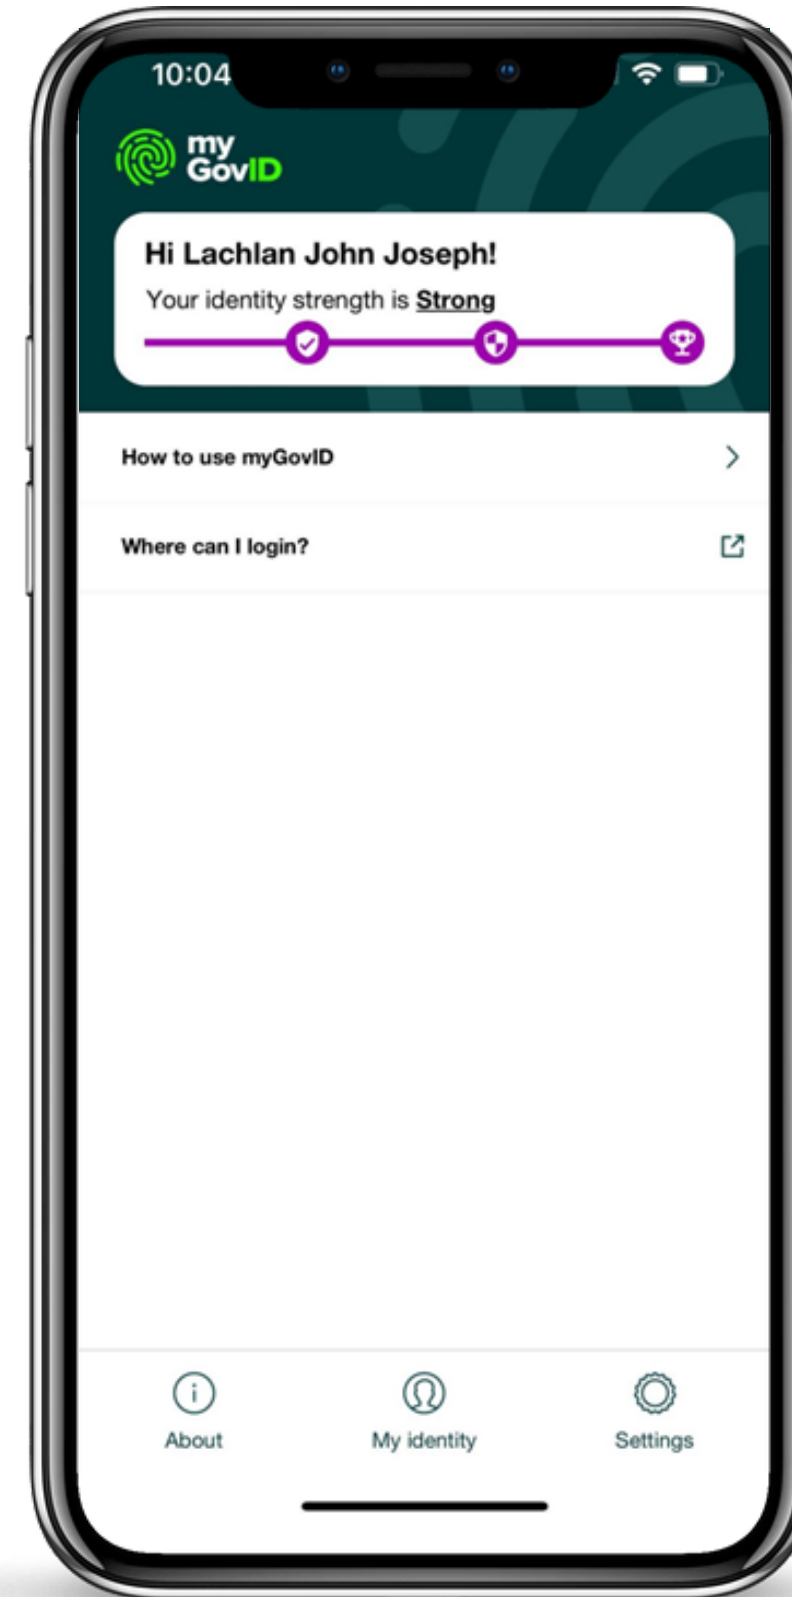 10:04
my
GovID
Hi Lachlan John Joseph!
Your identity strength is Strong
How to use myGovID
Where can I login?
About
My identity
Settings